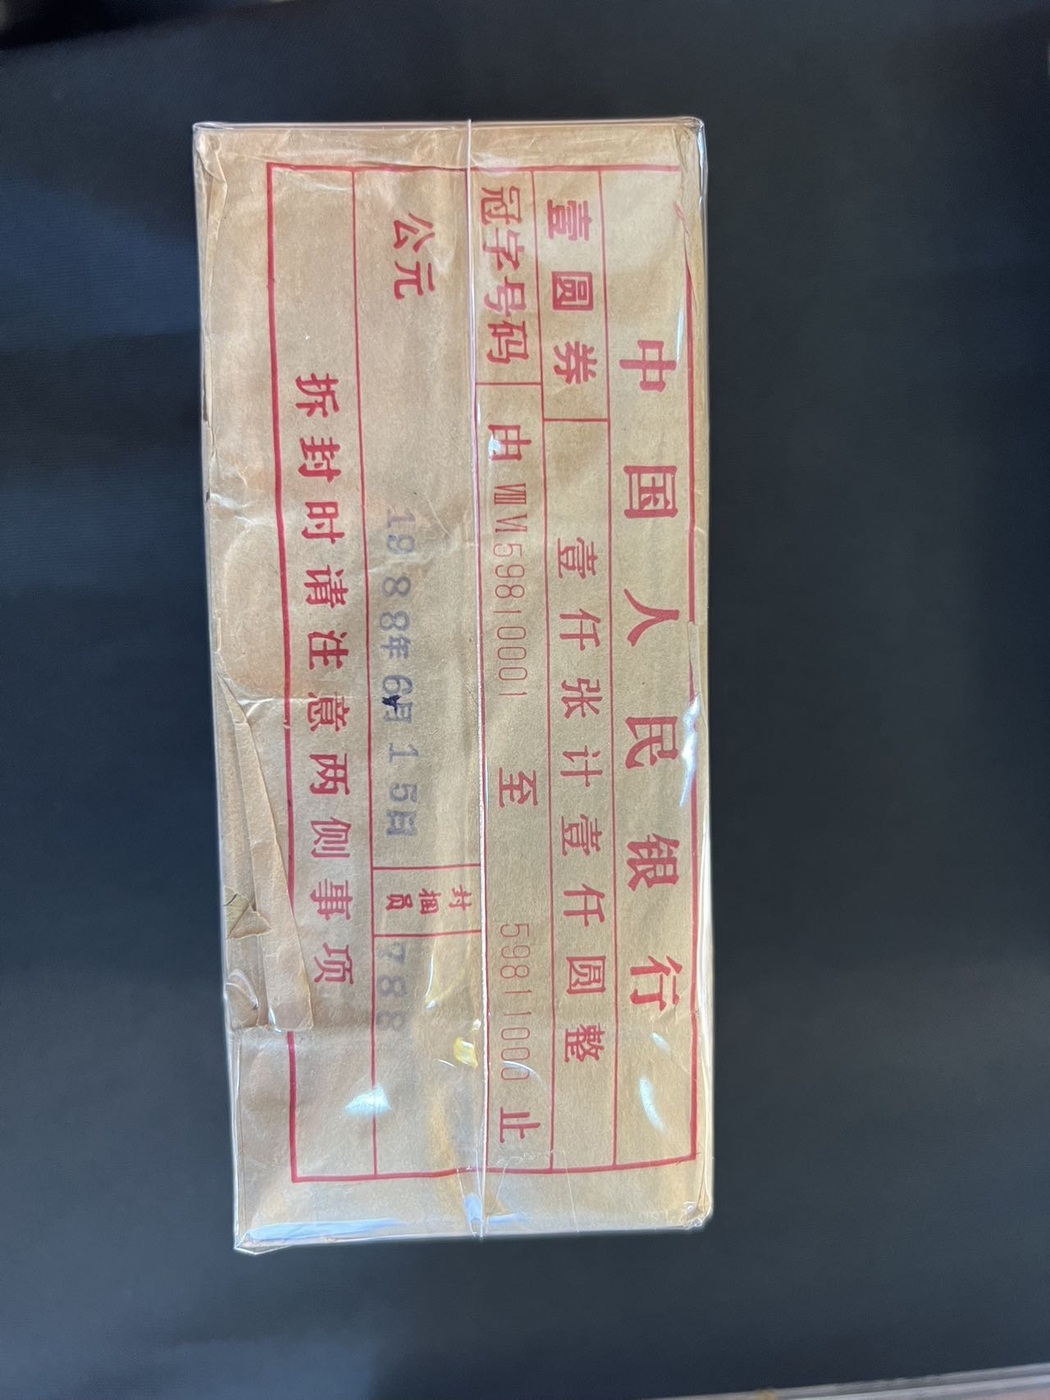 中国人民银行
壹圆券 壹仟张计壹仟圆整
冠字号码 由 ⅧⅥ59810001 至 59811000 止
公元 1988年6月15日 封捆员 788
拆封时请注意两侧事项